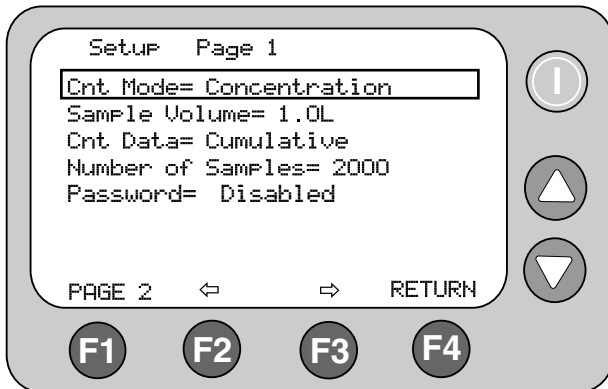 Setup Page 1
Cnt Mode= Concentration
Sample Volume= 1.0L
Cnt Data= Cumulative
Number of Samples= 2000
Password= Disabled
PAGE 2 ⇦ ⇨ RETURN
F1 F2 F3 F4
I